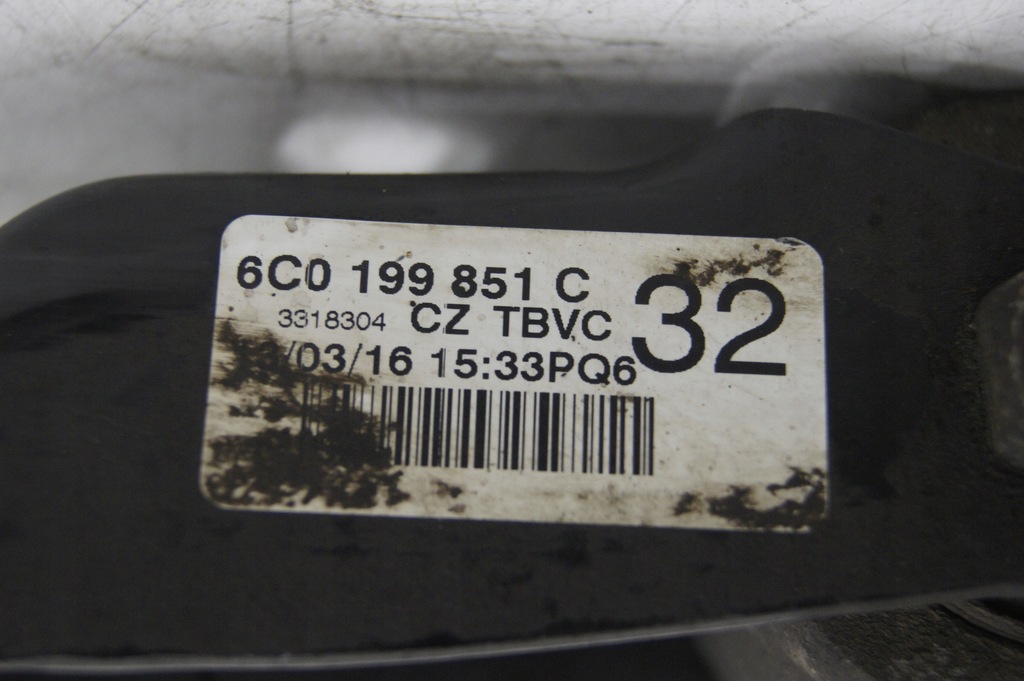 6C0 199 851 C 32
3318304 CZ TBVC
/03/16 15:33PQ6